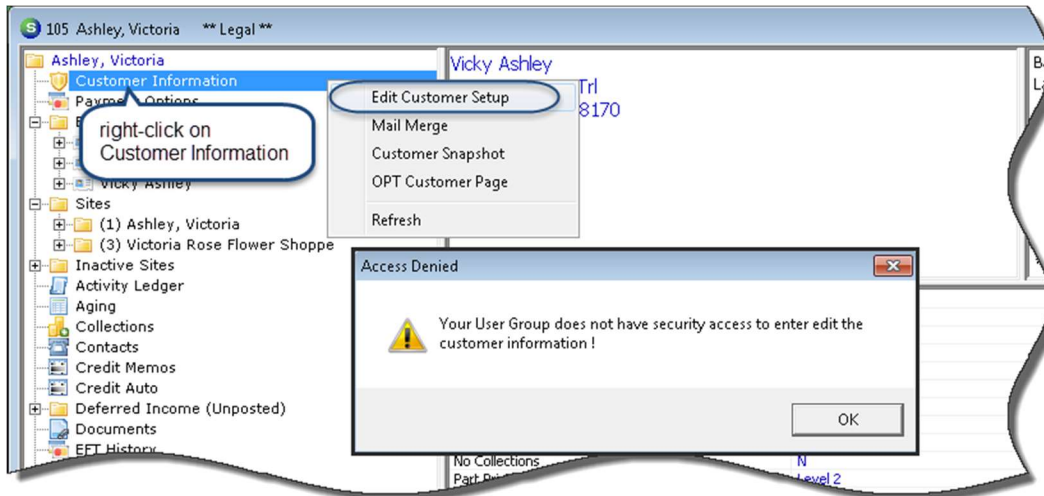 105 Ashley, Victoria ** Legal **
Ashley, Victoria
Customer Information
Payment Options
right-click on
Customer Information
Vicky Ashley
Sites
(1) Ashley, Victoria
(3) Victoria Rose Flower Shoppe
Inactive Sites
Activity Ledger
Aging
Collections
Contacts
Credit Memos
Credit Auto
Deferred Income (Unposted)
Documents
EFT History
Vicky Ashley
Trl
8170
Edit Customer Setup
Mail Merge
Customer Snapshot
OPT Customer Page
Refresh
Access Denied
Your User Group does not have security access to enter edit the
customer information !
OK
No Collections N
Part Level 2